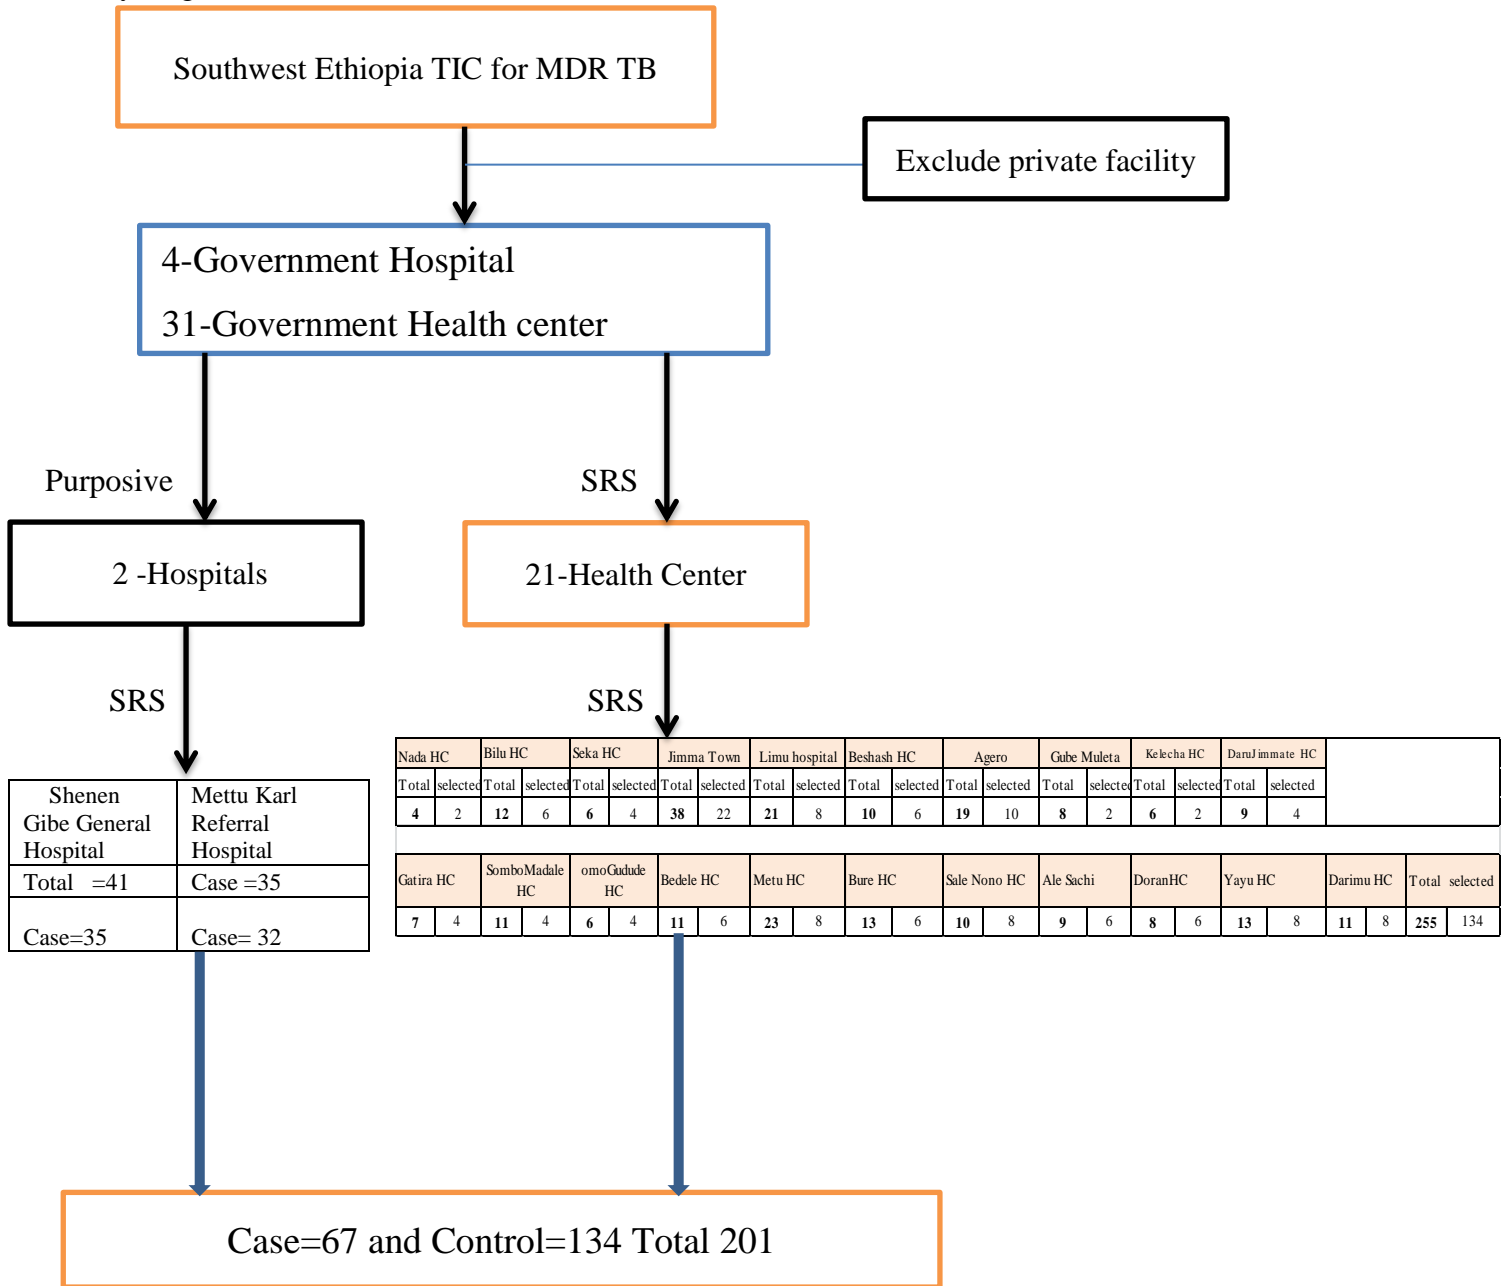 Southwest Ethiopia TIC for MDR TB
Exclude private facility
4-Government Hospital
31-Government Health center
Purposive
SRS
2 -Hospitals
21-Health Center
SRS
SRS
Shenen Gibe General Hospital Mettu Karl Referral Hospital
Total =41 Case =35
Case=35 Case= 32
Nada HC Bilu HC Seka HC Jimma Town Limu hospital Beshash HC Agero Gube Muleta Kelecha HC DaruJimmate HC
Total selected Total selected Total selected Total selected Total selected Total selected Total selected Total selected Total selected Total selected
4 2 12 6 6 4 38 22 21 8 10 6 19 10 8 2 6 2 9 4
Gatira HC SomboMadale HC omoGudude HC Bedele HC Metu HC Bure HC Sale Nono HC Ale Sachi DoranHC Yayu HC Darimu HC Total selected
7 4 11 4 6 4 11 6 23 8 13 6 10 8 9 6 8 6 13 8 11 8 255 134
Case=67 and Control=134 Total 201